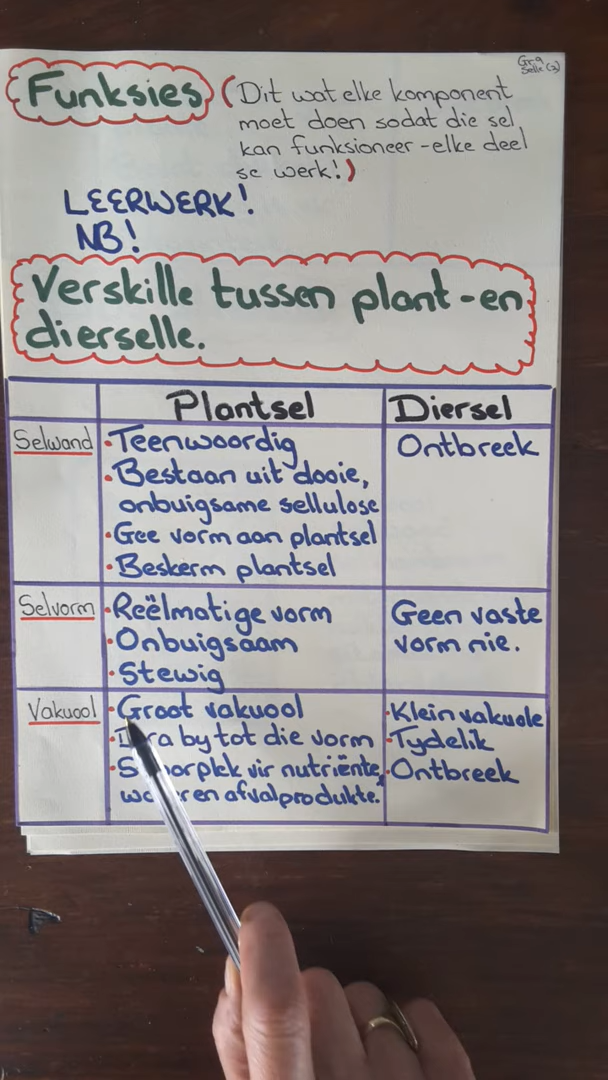 Gr.9
Selle (3)
Funksies (Dit wat elke komponent
moet doen sodat die sel
kan funksioneer - elke deel
se werk!)
LEERWERK!
NB!
Verskille tussen plant - en
dierselle.
Plantsel Diersel
Selwand • Teenwoordig Ontbreek
• Bestaan uit dooie,
onbuigsame sellulose
• Gee vorm aan plantsel
• Beskerm plantsel
Selvorm • Reëlmatige vorm Geen vaste
• Onbuigsaam vorm nie.
• Stewig
Vakuool • Groot vakuool • Klein vakuole
• by tot die vorm • Tydelik
• vir nutriënte, • Ontbreek
en afvalprodukte.